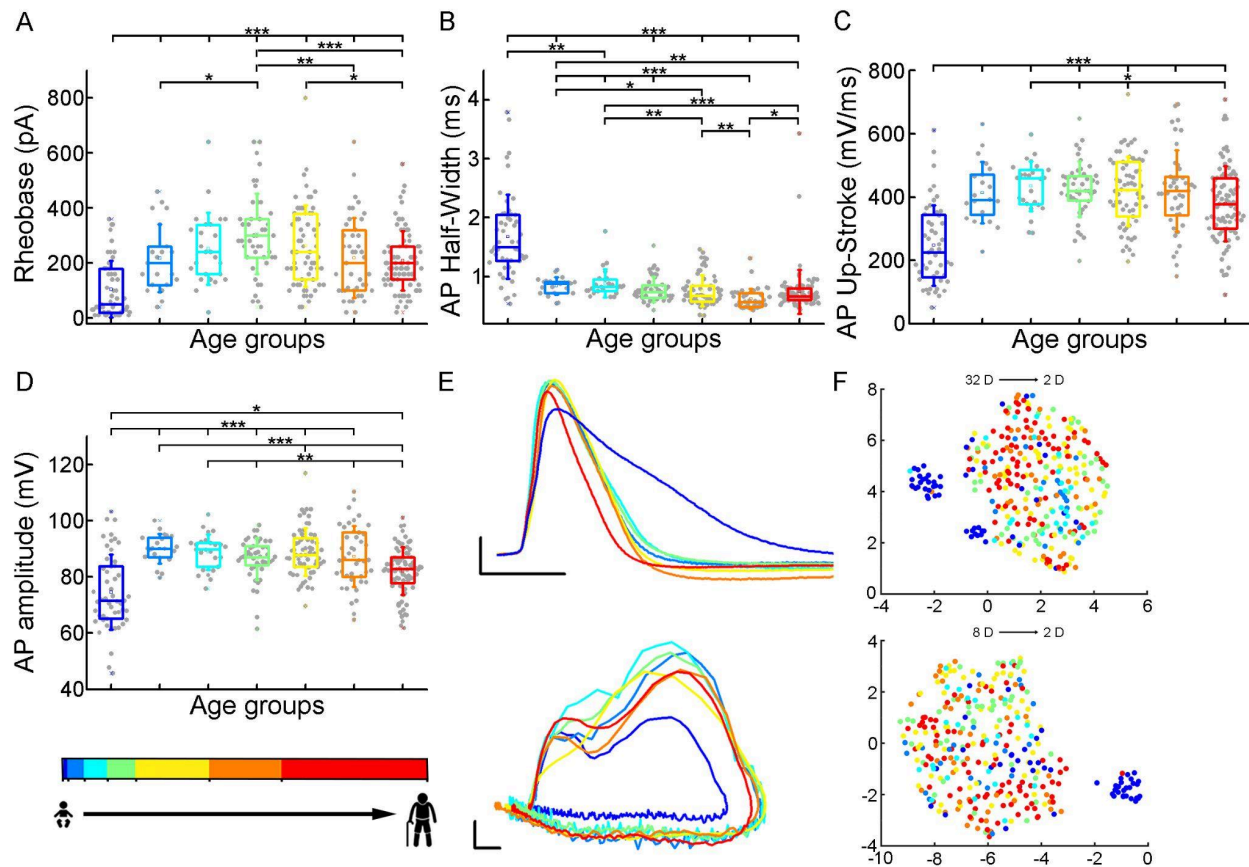 A
***
***
**
*
*
Rheobase (pA)
800
600
400
200
0
Age groups
B
***
**
**
***
*
***
**
*
**
AP Half-Width (ms)
4
3
2
1
Age groups
C
***
*
AP Up-Stroke (mV/ms)
800
600
400
200
0
Age groups
D
*
***
***
**
AP amplitude (mV)
120
100
80
60
40
Age groups
E
F
32 D 2 D
8
6
4
2
0
-4 -2 0 2 4 6
8 D 2 D
4
2
0
-2
-4
-10 -8 -6 -4 -2 0